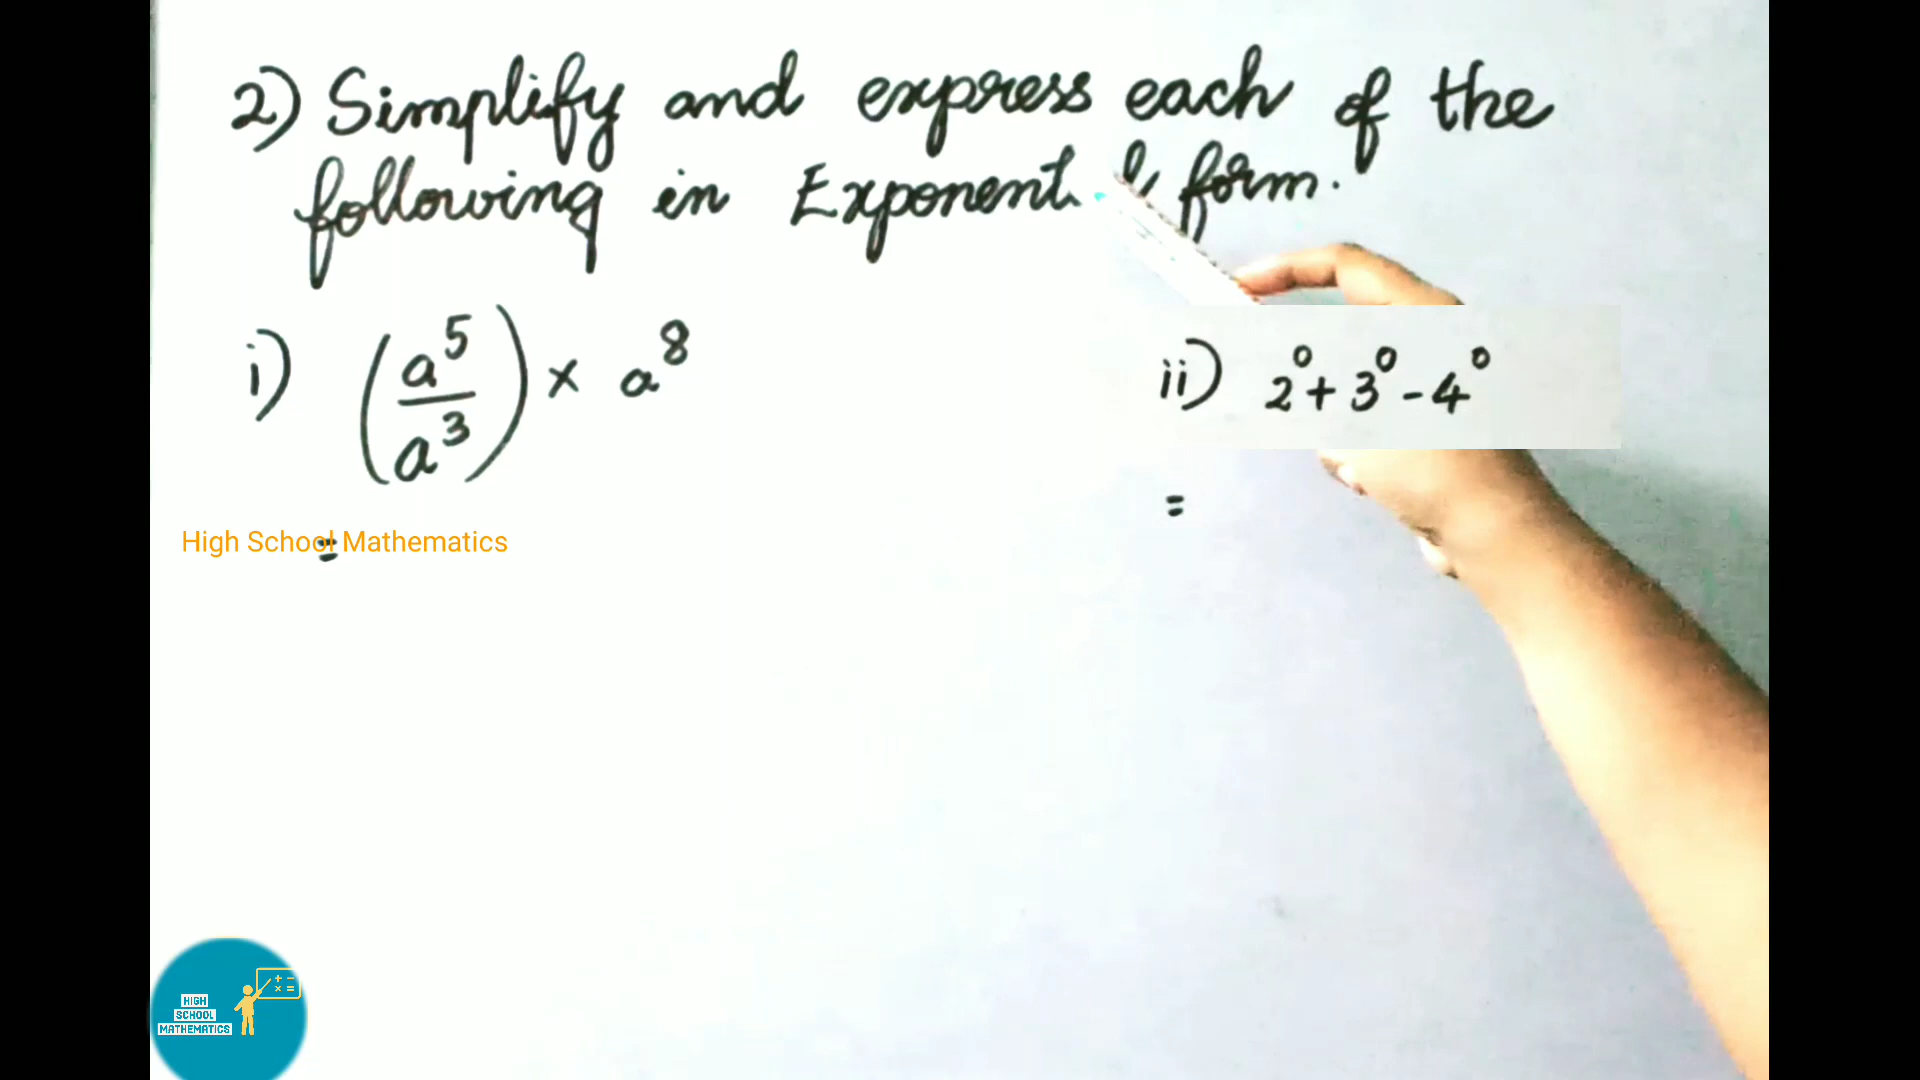 2) Simplify and express each of the
following in Exponent l form.
i) (a^5/a^3) × a^8
ii) 2^0 + 3^0 - 4^0
=
High School Mathematics
=
HIGH
SCHOOL
MATHEMATICS